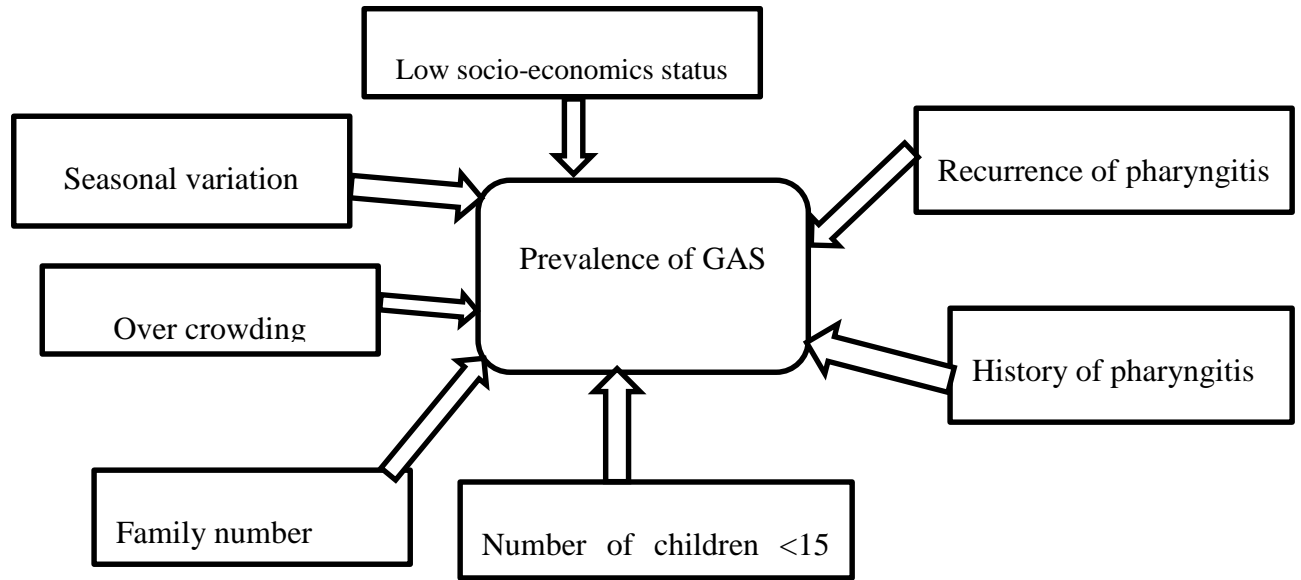 Low socio-economics status
Seasonal variation
Recurrence of pharyngitis
Prevalence of GAS
Over crowding
History of pharyngitis
Family number
Number of children <15